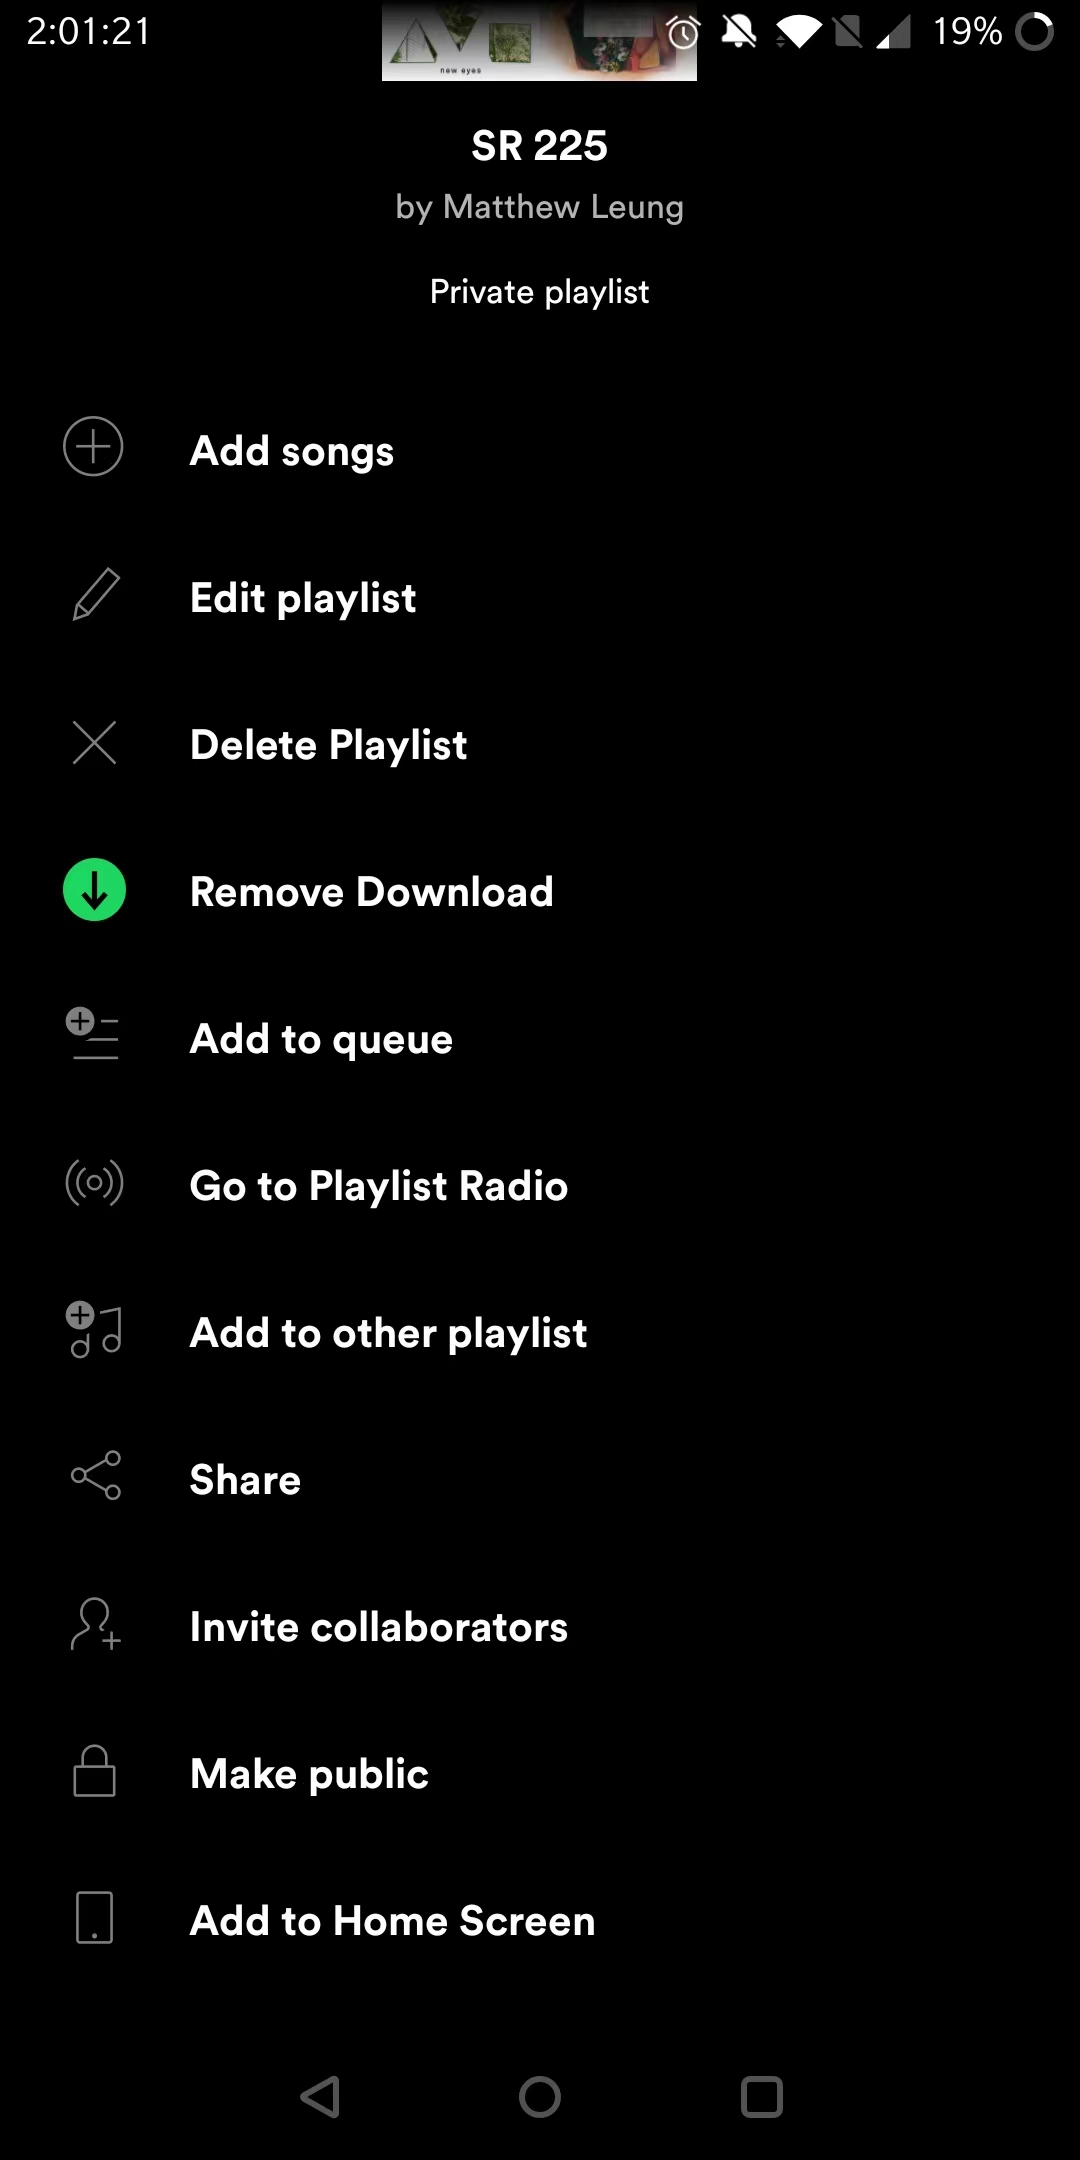 2:01:21
19%
new eyes
SR 225
by Matthew Leung
Private playlist
Add songs
Edit playlist
Delete Playlist
Remove Download
Add to queue
Go to Playlist Radio
Add to other playlist
Share
Invite collaborators
Make public
Add to Home Screen